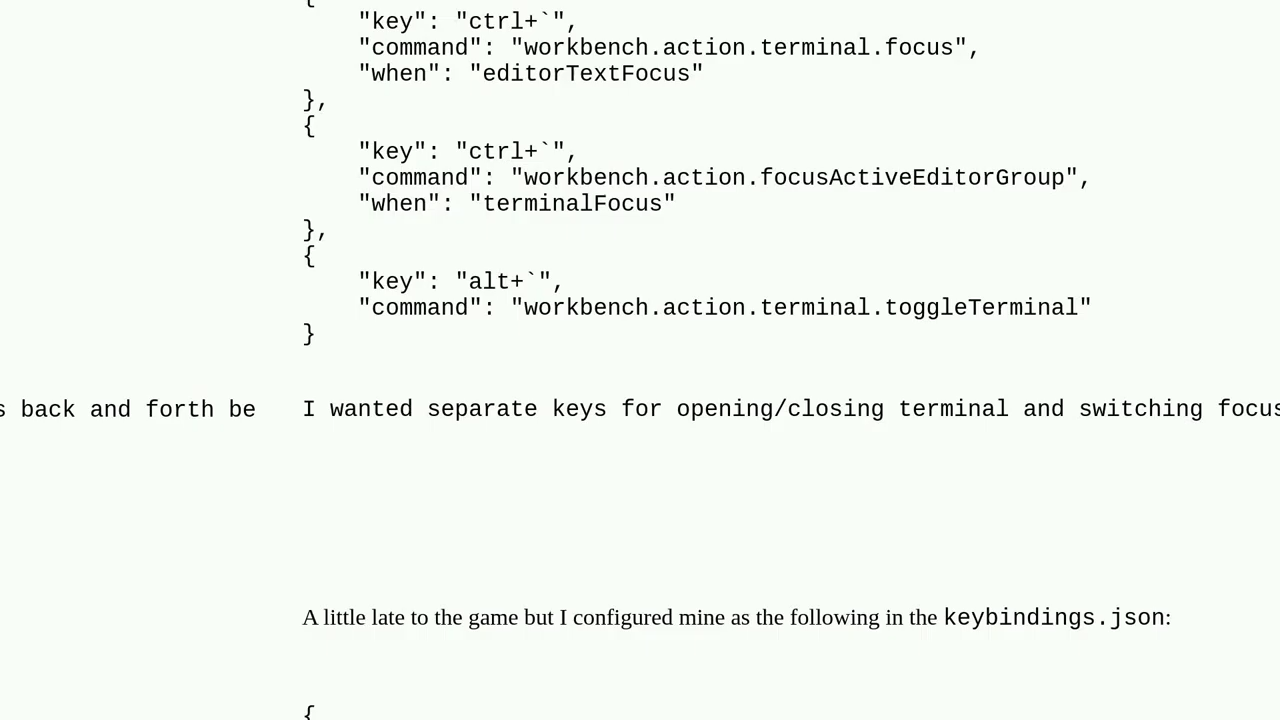 {
    "key": "ctrl+`",
    "command": "workbench.action.terminal.focus",
    "when": "editorTextFocus"
},
{
    "key": "ctrl+`",
    "command": "workbench.action.focusActiveEditorGroup",
    "when": "terminalFocus"
},
{
    "key": "alt+`",
    "command": "workbench.action.terminal.toggleTerminal"
}
s back and forth be
I wanted separate keys for opening/closing terminal and switching focus
A little late to the game but I configured mine as the following in the keybindings.json:
{